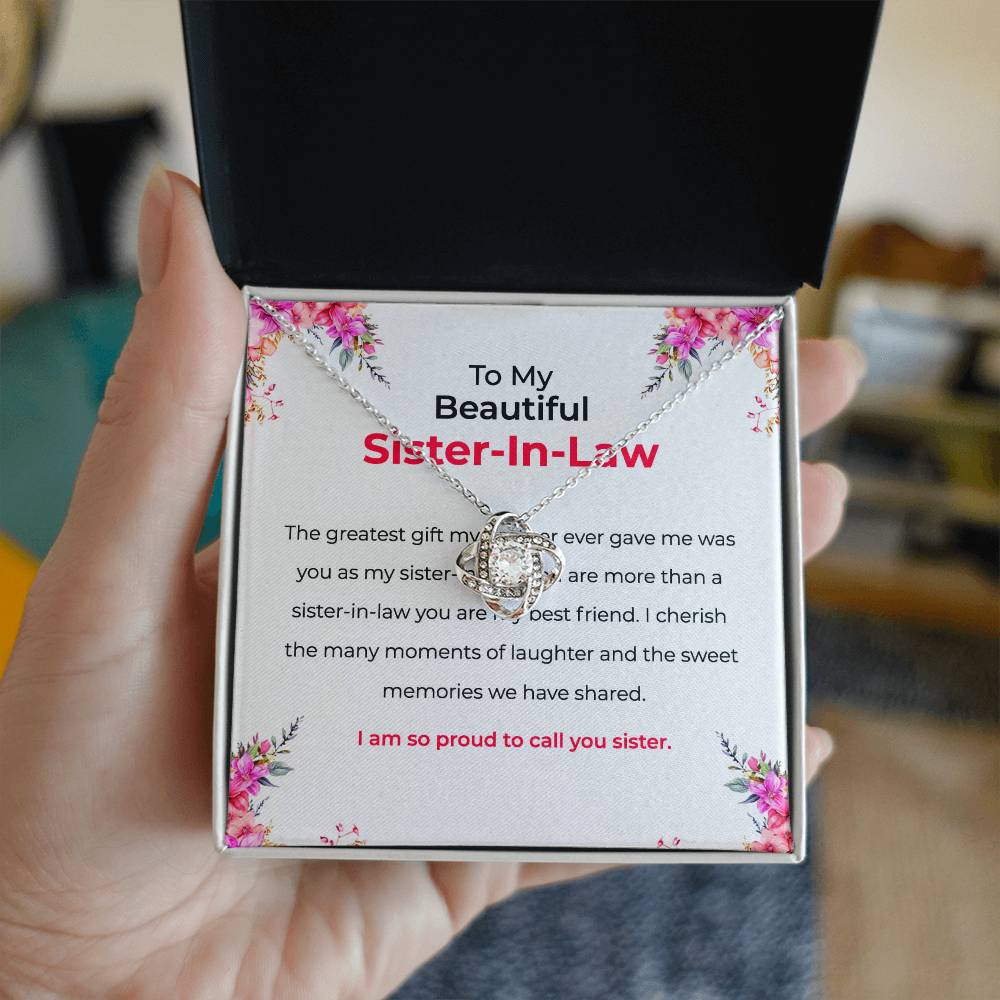 To My
Beautiful
Sister-In-Law
The greatest gift my ever gave me was
you as my sister- are more than a
sister-in-law you are my best friend. I cherish
the many moments of laughter and the sweet
memories we have shared.
I am so proud to call you sister.